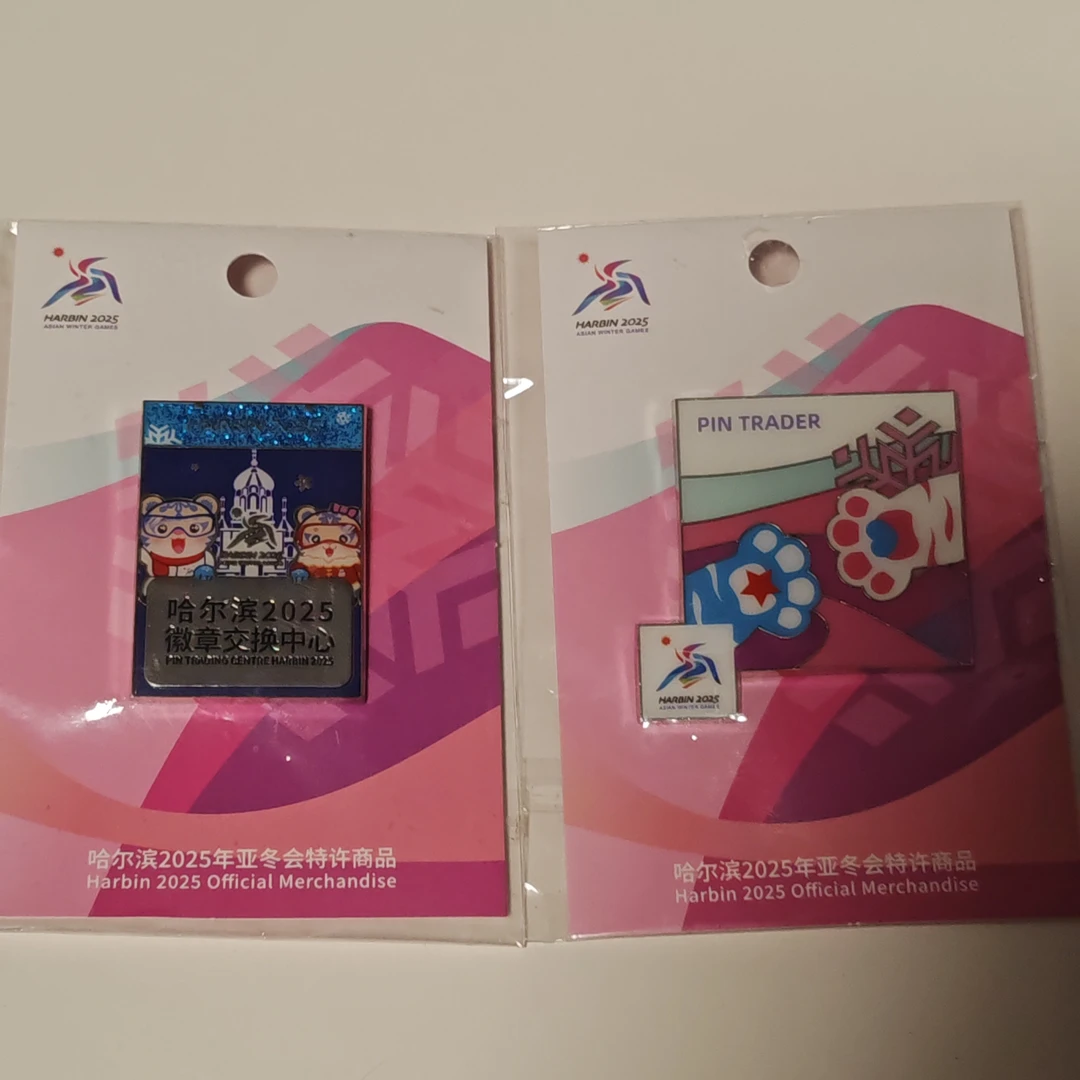 HARBIN 2025
ASIAN WINTER GAMES
HARBIN 2025
哈尔滨2025
徽章交换中心
PIN TRADING CENTRE HARBIN 2025
哈尔滨2025年亚冬会特许商品
Harbin 2025 Official Merchandise
HARBIN 2025
ASIAN WINTER GAMES
PIN TRADER
HARBIN 2025
ASIAN WINTER GAMES
哈尔滨2025年亚冬会特许商品
Harbin 2025 Official Merchandise